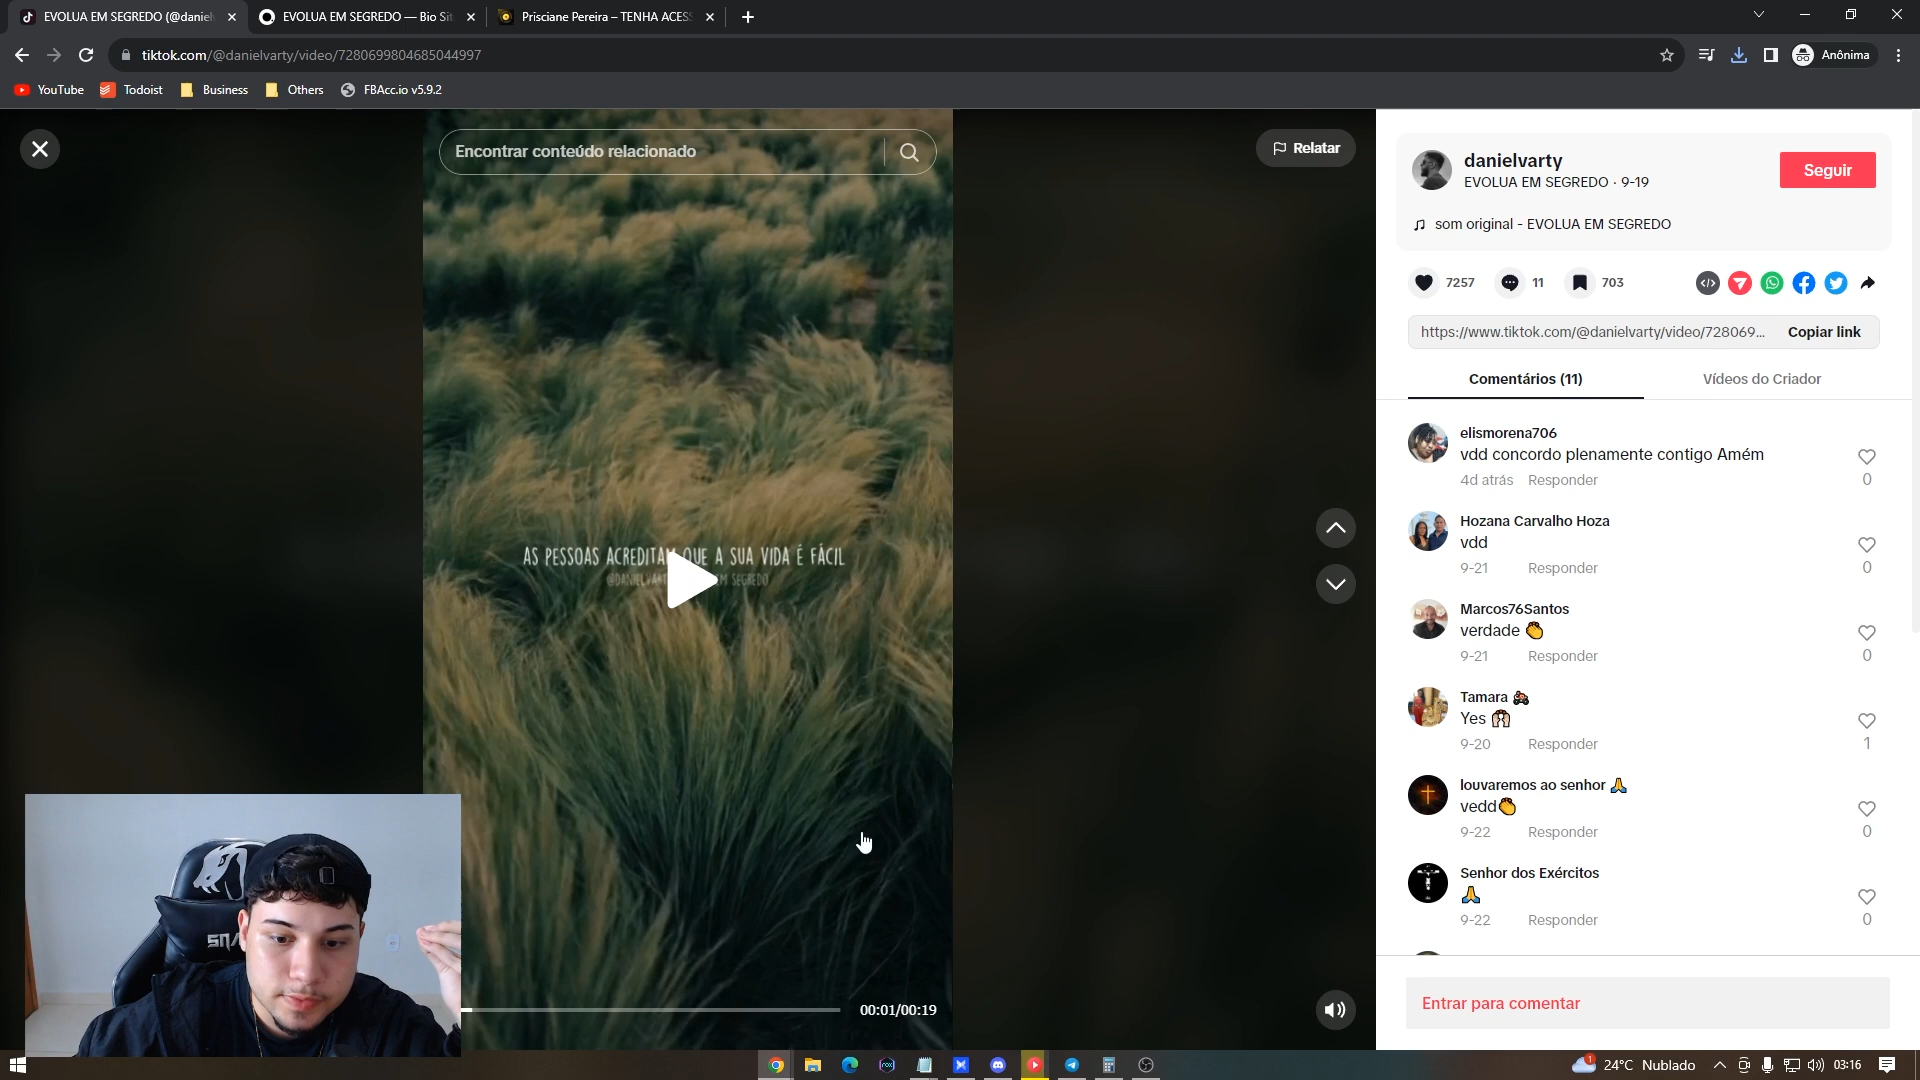 EVOLUA EM SEGREDO (@daniel
EVOLUA EM SEGREDO — Bio Sit
Prisciane Pereira – TENHA ACES
tiktok.com/@danielvarty/video/7280699804685044997
Anônima
YouTube
Todoist
Business
Others
FBAcc.io v5.9.2
Encontrar conteúdo relacionado
Relatar
AS PESSOAS ACREDITAM QUE A SUA VIDA É FÁCIL
00:01/00:19
danielvarty
EVOLUA EM SEGREDO · 9-19
Seguir
som original - EVOLUA EM SEGREDO
7257
11
703
https://www.tiktok.com/@danielvarty/video/728069...
Copiar link
Comentários (11)
Vídeos do Criador
elismorena706
vdd concordo plenamente contigo Amém
4d atrás Responder
0
Hozana Carvalho Hoza
vdd
9-21 Responder
0
Marcos76Santos
verdade 👏
9-21 Responder
0
Tamara 🏍
Yes 🙌🏻
9-20 Responder
1
louvaremos ao senhor 🙏
vedd👏
9-22 Responder
0
Senhor dos Exércitos
🙏
9-22 Responder
0
Entrar para comentar
1
24°C Nublado
03:16